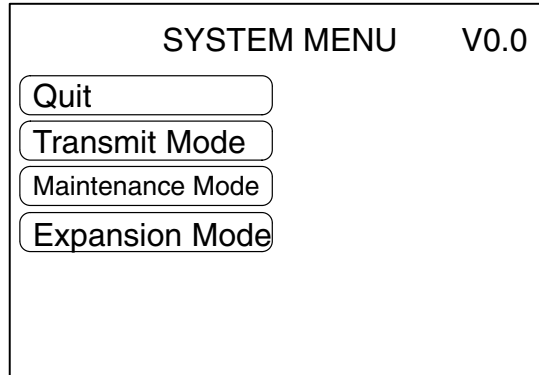 SYSTEM MENU V0.0
Quit
Transmit Mode
Maintenance Mode
Expansion Mode